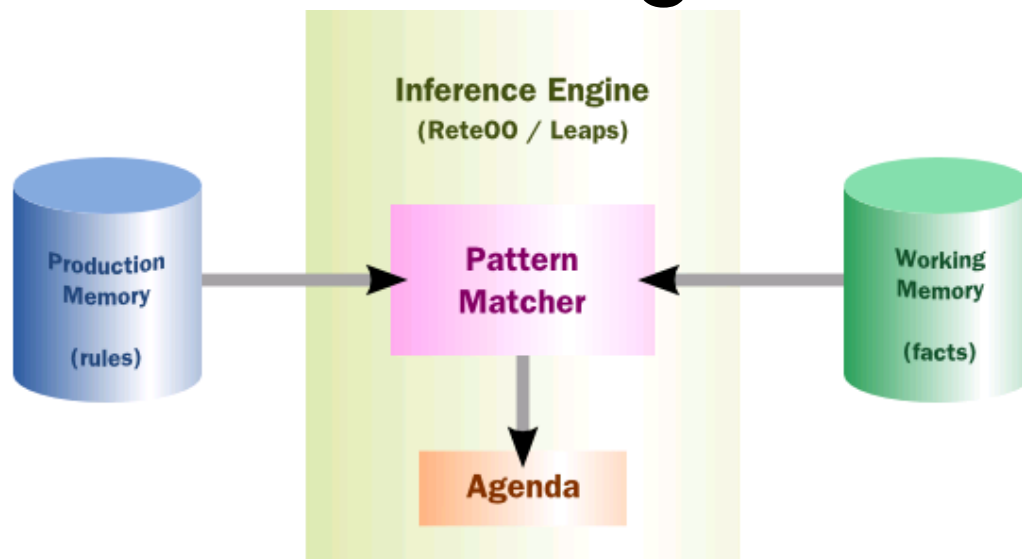 Inference Engine
(ReteOO / Leaps)
Production
Memory
(rules)
Pattern
Matcher
Working
Memory
(facts)
Agenda